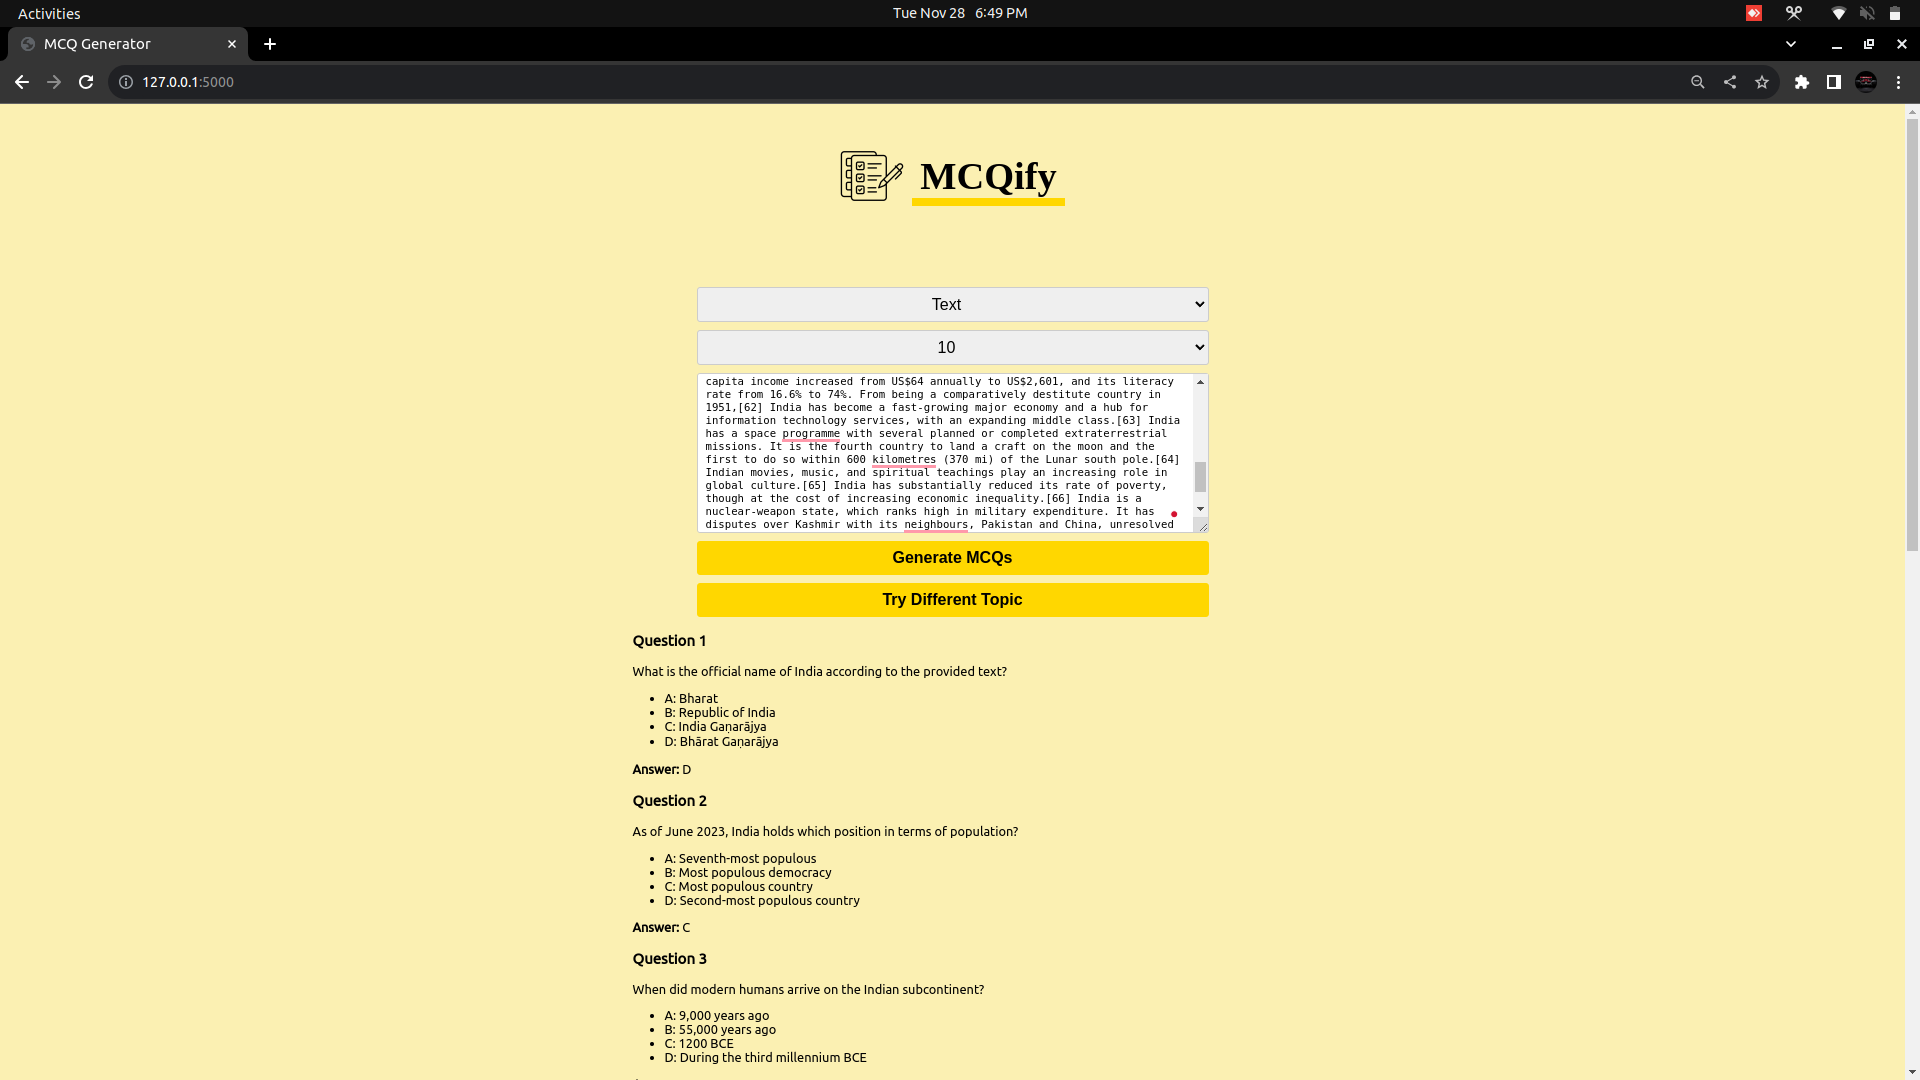 Activities
Tue Nov 28 6:49 PM
MCQ Generator
127.0.0.1:5000
MCQify
Text
10
capita income increased from US$64 annually to US$2,601, and its literacy
rate from 16.6% to 74%. From being a comparatively destitute country in
1951,[62] India has become a fast-growing major economy and a hub for
information technology services, with an expanding middle class.[63] India
has a space programme with several planned or completed extraterrestrial
missions. It is the fourth country to land a craft on the moon and the
first to do so within 600 kilometres (370 mi) of the Lunar south pole.[64]
Indian movies, music, and spiritual teachings play an increasing role in
global culture.[65] India has substantially reduced its rate of poverty,
though at the cost of increasing economic inequality.[66] India is a
nuclear-weapon state, which ranks high in military expenditure. It has
disputes over Kashmir with its neighbours, Pakistan and China, unresolved
Generate MCQs
Try Different Topic
Question 1
What is the official name of India according to the provided text?
• A: Bharat
• B: Republic of India
• C: India Gaṇarājya
• D: Bhārat Gaṇarājya
Answer: D
Question 2
As of June 2023, India holds which position in terms of population?
• A: Seventh-most populous
• B: Most populous democracy
• C: Most populous country
• D: Second-most populous country
Answer: C
Question 3
When did modern humans arrive on the Indian subcontinent?
• A: 9,000 years ago
• B: 55,000 years ago
• C: 1200 BCE
• D: During the third millennium BCE